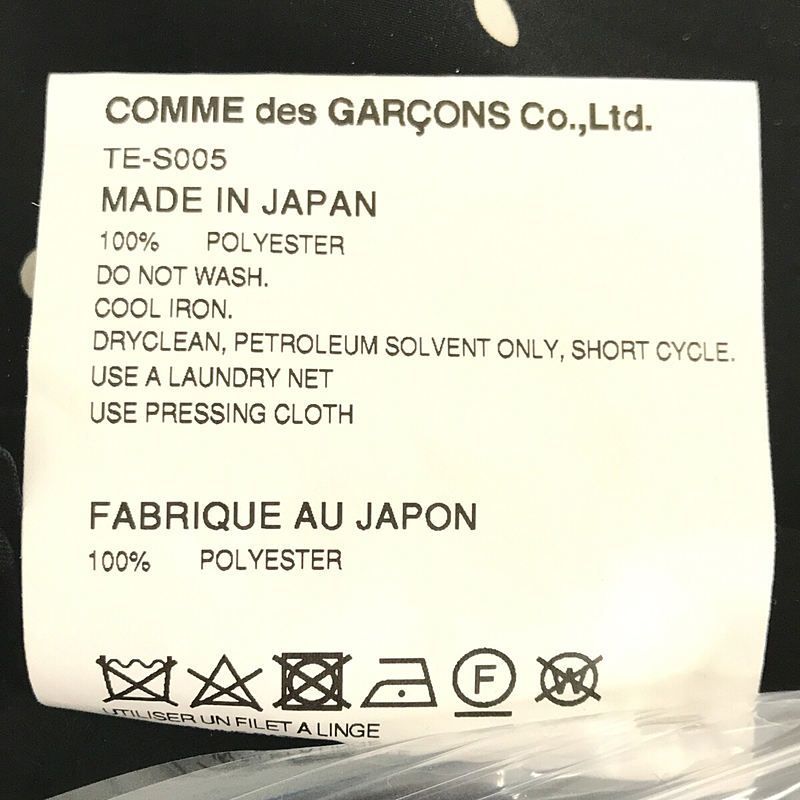 COMME des GARÇONS Co.,Ltd.
TE-S005
MADE IN JAPAN
100% POLYESTER
DO NOT WASH.
COOL IRON.
DRYCLEAN, PETROLEUM SOLVENT ONLY, SHORT CYCLE.
USE A LAUNDRY NET
USE PRESSING CLOTH
FABRIQUE AU JAPON
100% POLYESTER
F W
UTILISER UN FILET A LINGE